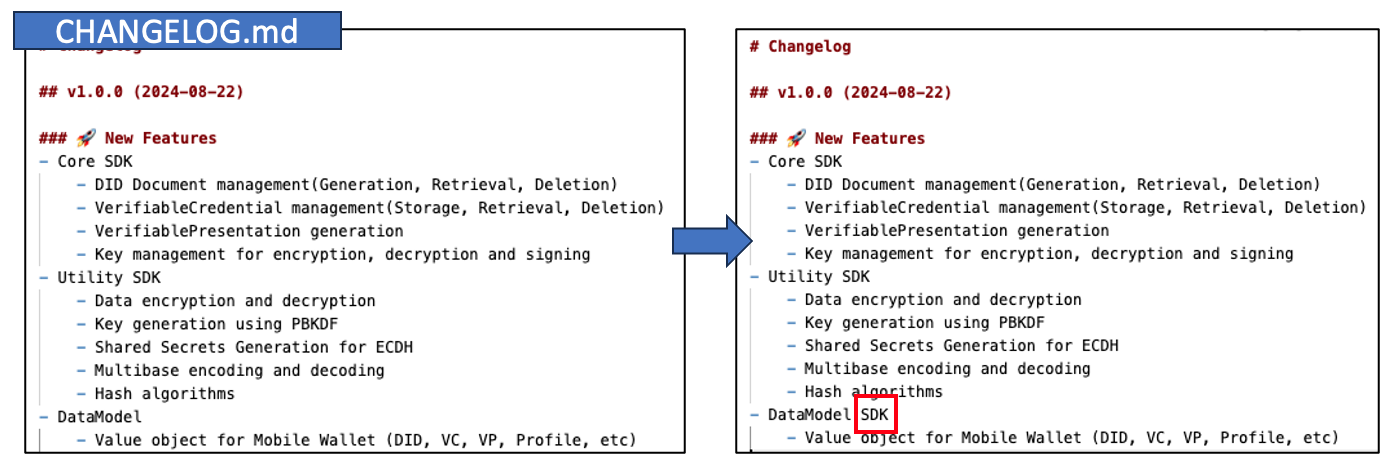 CHANGELOG.md
# Changelog
## v1.0.0 (2024-08-22)
### 🚀 New Features
- Core SDK
- DID Document management(Generation, Retrieval, Deletion)
- VerifiableCredential management(Storage, Retrieval, Deletion)
- VerifiablePresentation generation
- Key management for encryption, decryption and signing
- Utility SDK
- Data encryption and decryption
- Key generation using PBKDF
- Shared Secrets Generation for ECDH
- Multibase encoding and decoding
- Hash algorithms
- DataModel
- Value object for Mobile Wallet (DID, VC, VP, Profile, etc)
# Changelog
## v1.0.0 (2024-08-22)
### 🚀 New Features
- Core SDK
- DID Document management(Generation, Retrieval, Deletion)
- VerifiableCredential management(Storage, Retrieval, Deletion)
- VerifiablePresentation generation
- Key management for encryption, decryption and signing
- Utility SDK
- Data encryption and decryption
- Key generation using PBKDF
- Shared Secrets Generation for ECDH
- Multibase encoding and decoding
- Hash algorithms
- DataModel SDK
- Value object for Mobile Wallet (DID, VC, VP, Profile, etc)